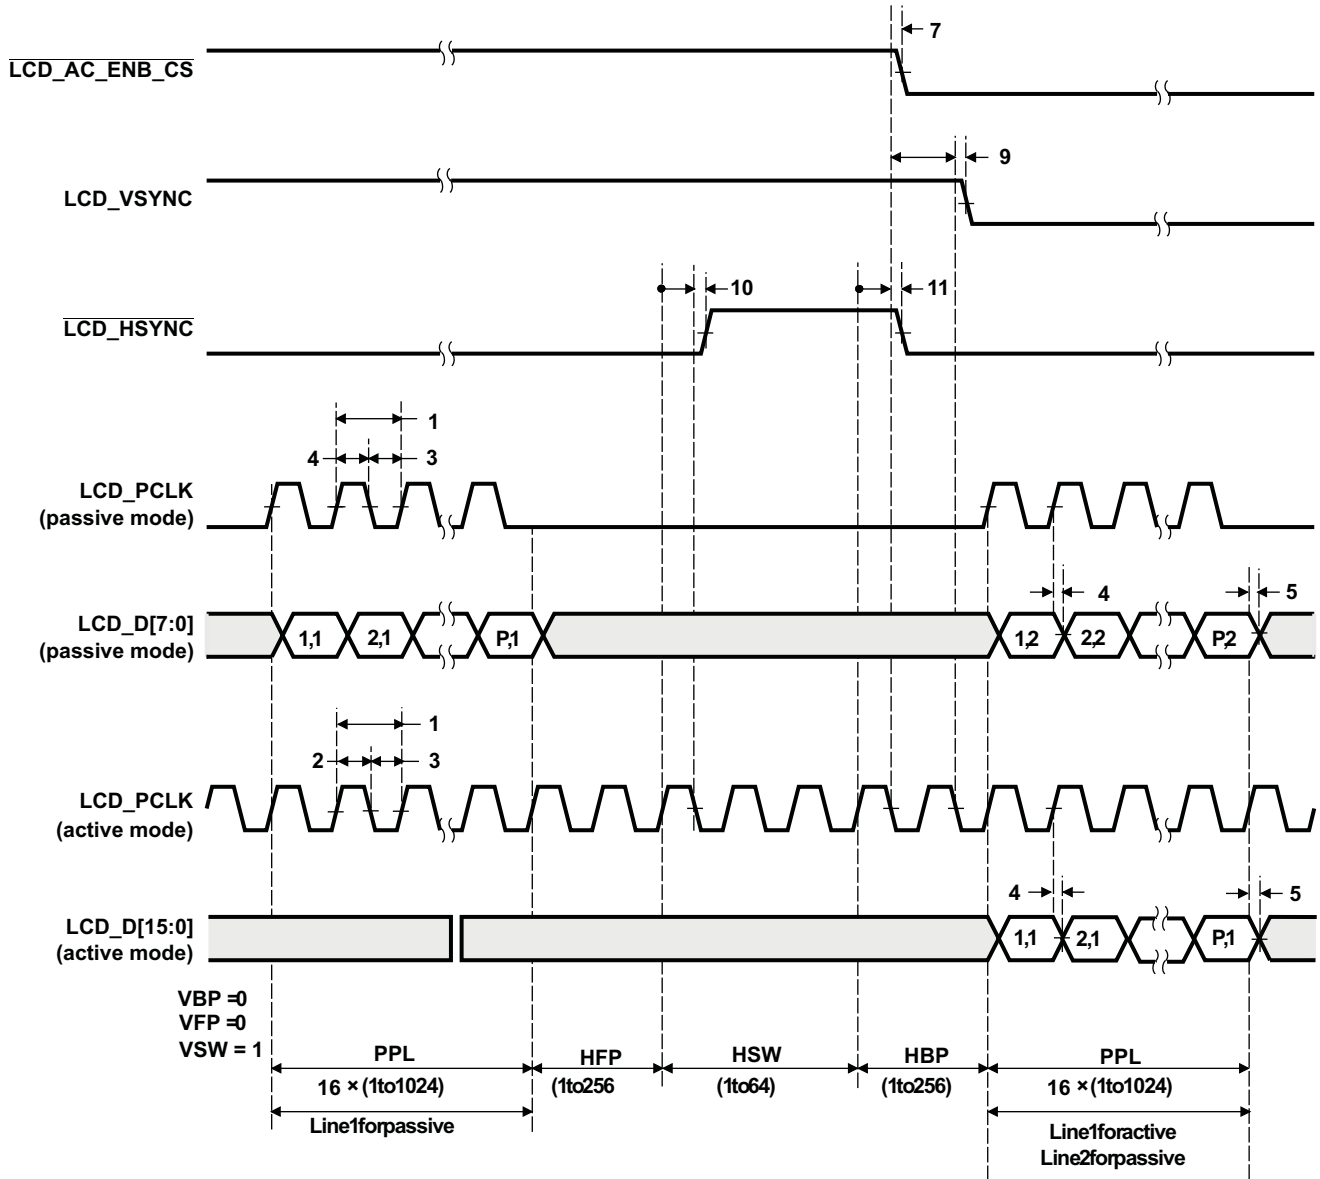 7
LCD_AC_ENB_CS
9
LCD_VSYNC
10
11
LCD_HSYNC
1
4
3
LCD_PCLK
(passive mode)
4
5
LCD_D[7:0]
(passive mode)
1,1
2,1
P,1
1,2
2,2
P,2
1
2
3
LCD_PCLK
(active mode)
4
5
LCD_D[15:0]
(active mode)
1,1
2,1
P,1
VBP =0
VFP =0
VSW = 1
PPL
HFP
HSW
HBP
PPL
16 × (1to1024)
(1to256
(1to64)
(1to256)
16 × (1to1024)
Line1forpassive
Line1foractive
Line2forpassive